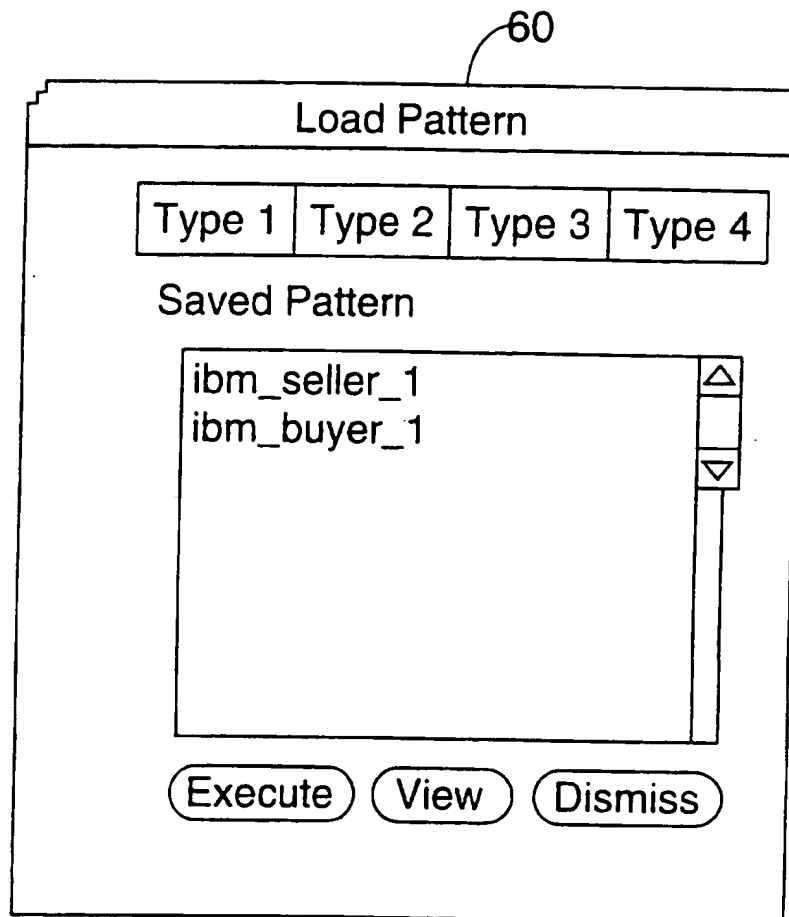 60
Load Pattern
Type 1 Type 2 Type 3 Type 4
Saved Pattern
ibm_seller_1
ibm_buyer_1
Execute View Dismiss